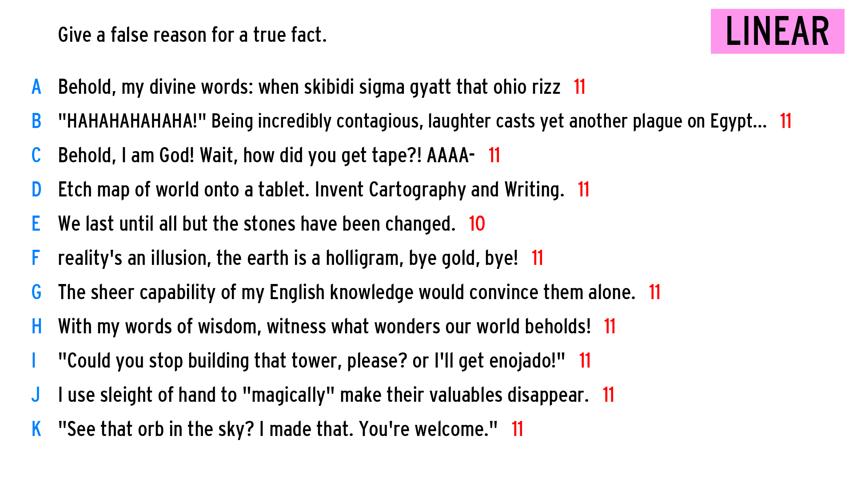 Give a false reason for a true fact.
LINEAR
A Behold, my divine words: when skibidi sigma gyatt that ohio rizz 11
B "HAHAHAHAHAHA!" Being incredibly contagious, laughter casts yet another plague on Egypt... 11
C Behold, I am God! Wait, how did you get tape?! AAAA- 11
D Etch map of world onto a tablet. Invent Cartography and Writing. 11
E We last until all but the stones have been changed. 10
F reality's an illusion, the earth is a holligram, bye gold, bye! 11
G The sheer capability of my English knowledge would convince them alone. 11
H With my words of wisdom, witness what wonders our world beholds! 11
I "Could you stop building that tower, please? or I'll get enojado!" 11
J I use sleight of hand to "magically" make their valuables disappear. 11
K "See that orb in the sky? I made that. You're welcome." 11